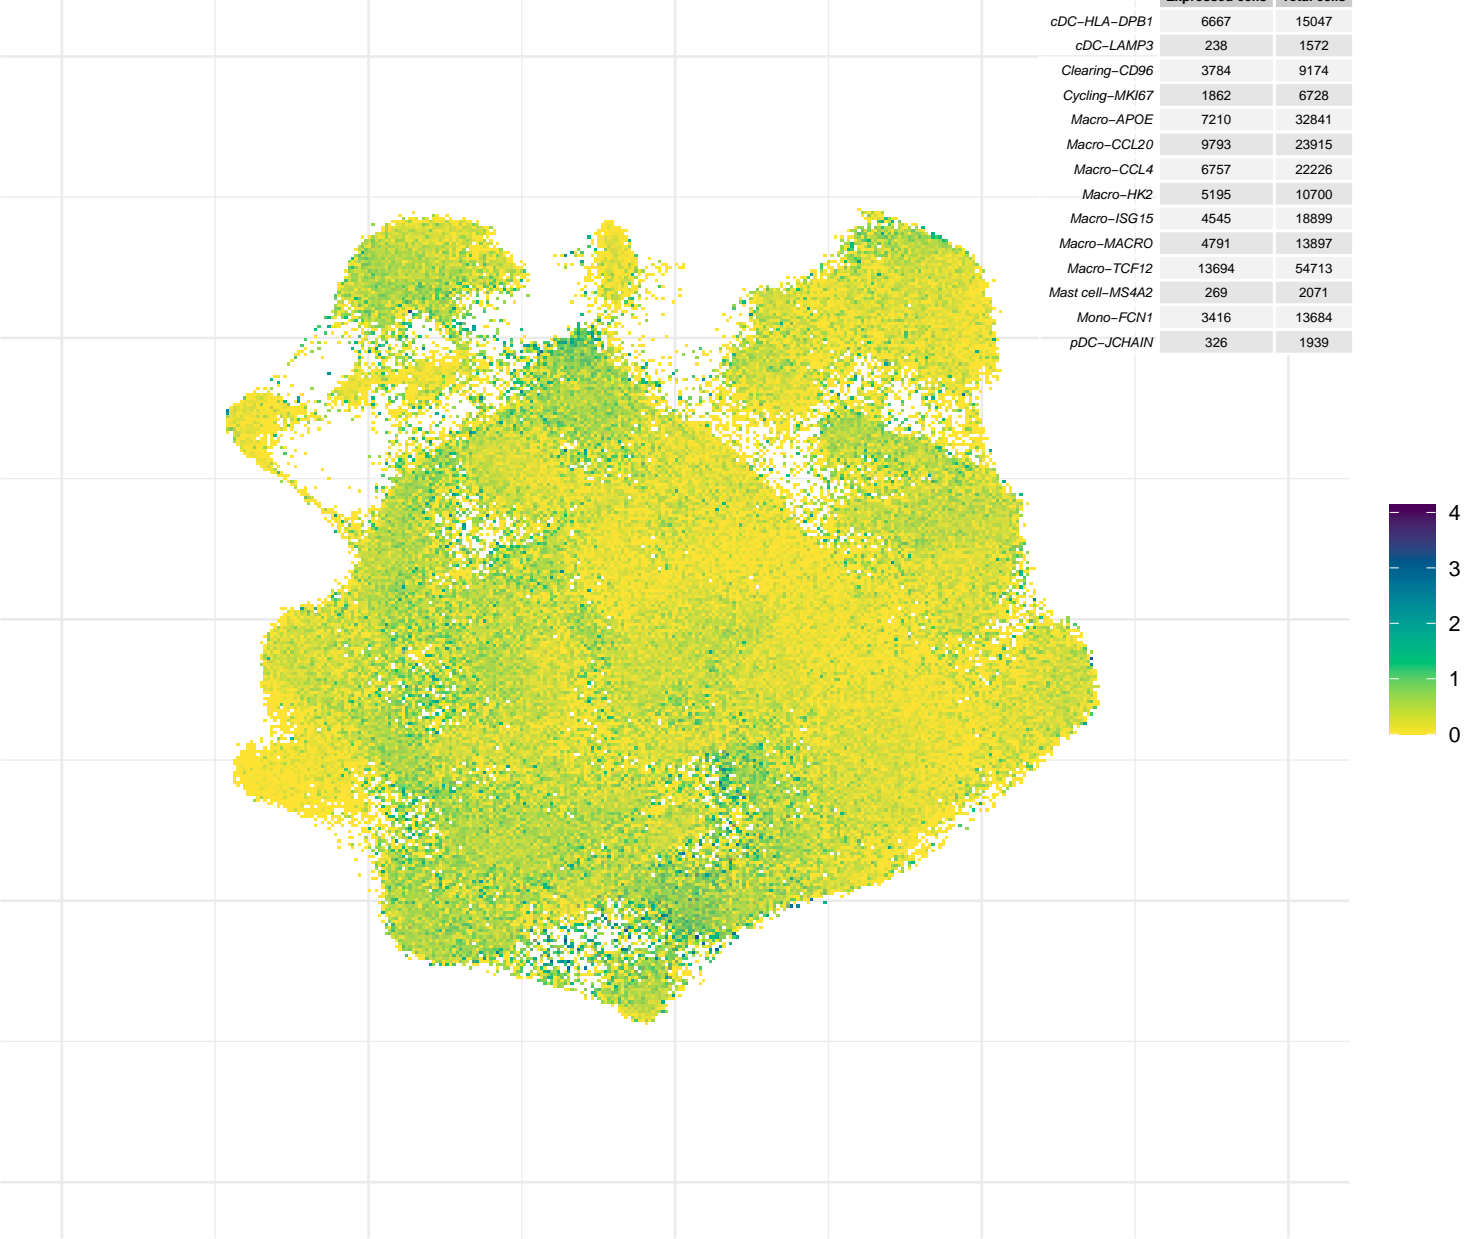 cDC−HLA−DPB1 6667 15047
cDC−LAMP3 238 1572
Clearing−CD96 3784 9174
Cycling−MKI67 1862 6728
Macro−APOE 7210 32841
Macro−CCL20 9793 23915
Macro−CCL4 6757 22226
Macro−HK2 5195 10700
Macro−ISG15 4545 18899
Macro−MACRO 4791 13897
Macro−TCF12 13694 54713
Mast cell−MS4A2 269 2071
Mono−FCN1 3416 13684
pDC−JCHAIN 326 1939
4
3
2
1
0